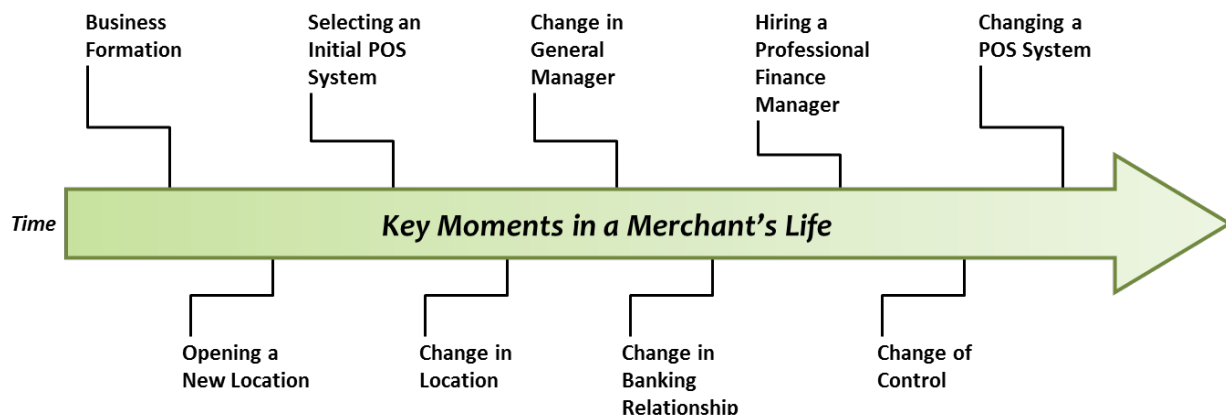 Business
Formation
Selecting an
Initial POS
System
Change in
General
Manager
Hiring a
Professional
Finance
Manager
Changing a
POS System
Time
Key Moments in a Merchant's Life
Opening a
New Location
Change in
Location
Change in
Banking
Relationship
Change of
Control